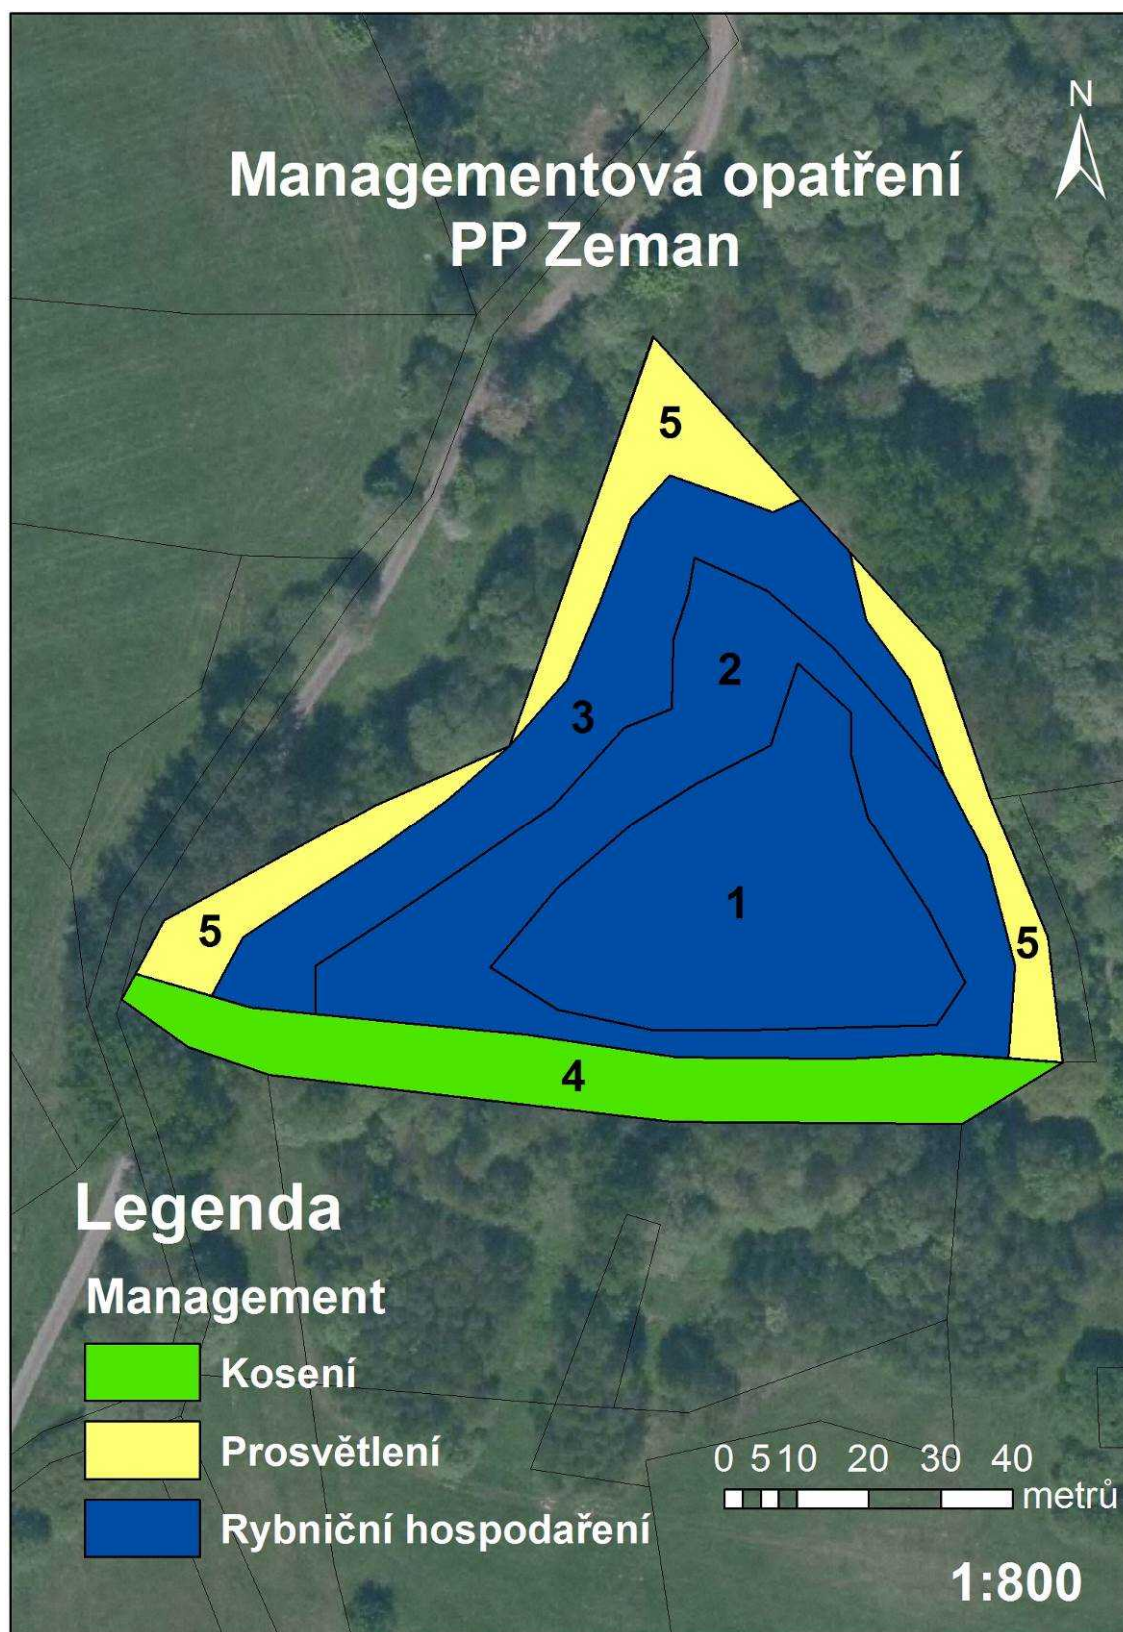 N
Managementová opatření
PP Zeman
5
2
3
1
5
5
4
Legenda
Management
Kosení
Prosvětlení
Rybniční hospodaření
0 5 10 20 30 40
metrů
1:800